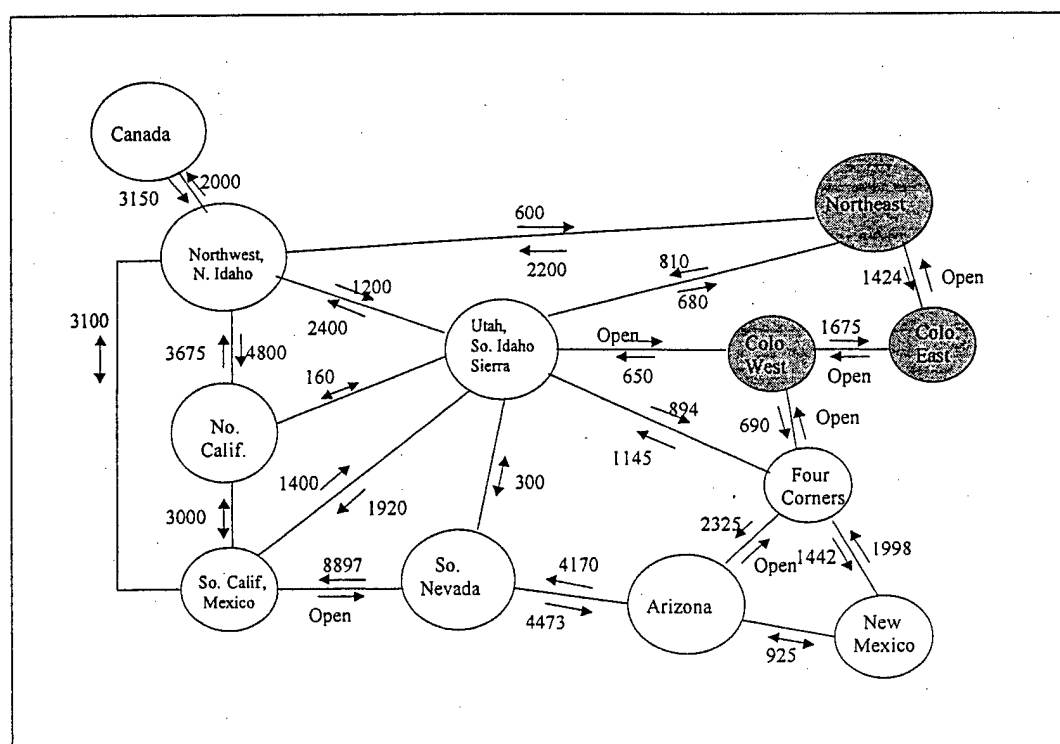 Canada
2000
3150
Northeast
600
Northwest,
N. Idaho
2200
810
1424
Open
680
1200
3100
2400
Utah,
So. Idaho
Sierra
Open
1675
Colo
West
Colo.
East
3675
4800
650
Open
160
894
690
Open
No.
Calif.
1145
1400
300
Four
Corners
3000
1920
2325
8897
4170
Open
1442
1998
So. Calif,
Mexico
So.
Nevada
Arizona
New
Mexico
Open
4473
925